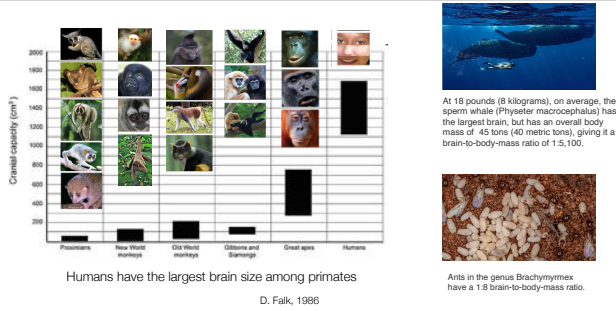 2000
1800
1600
1400
1200
1000
800
600
400
200
Cranial capacity (cm³)
Prosimians
New World
monkeys
Old World
monkeys
Gibbons and
Siamangs
Great apes
Humans
Humans have the largest brain size among primates
D. Falk, 1986
At 18 pounds (8 kilograms), on average, the
sperm whale (Physeter macrocephalus) has
the largest brain, but has an overall body
mass of 45 tons (40 metric tons), giving it a
brain-to-body-mass ratio of 1:5,100.
Ants in the genus Brachymyrmex
have a 1:8 brain-to-body-mass ratio.